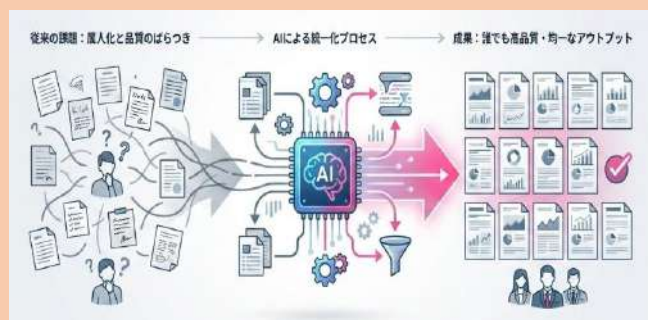 従来の課題：属人化と品質のばらつき
AIによる統一化プロセス
成果：誰でも高品質・均一なアウトプット
AI